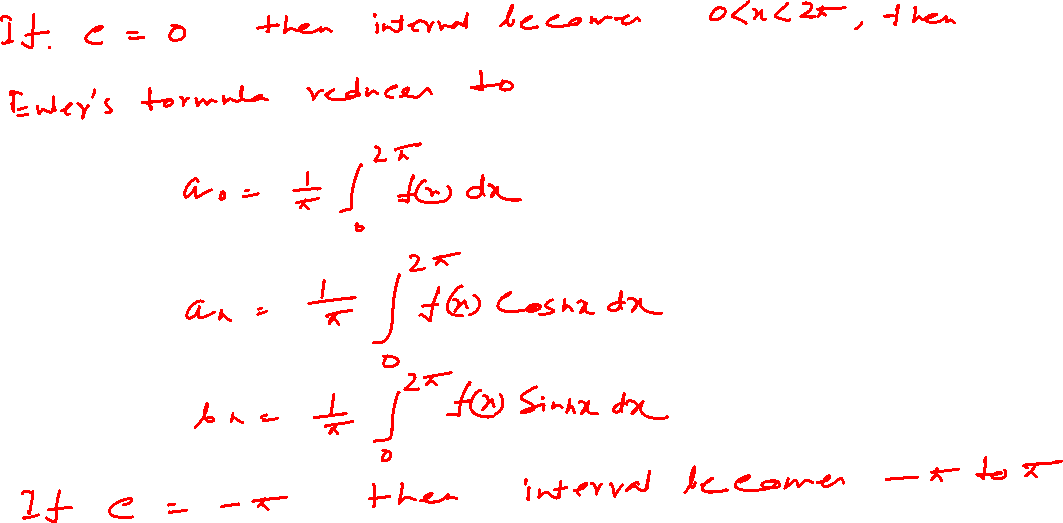 If. c = 0 then interval becomes 0<x<2π, then
Euler's formula reduces to
a₀ = 1/π ∫₀^2π f(x) dx
aₙ = 1/π ∫₀^2π f(x) Cosnx dx
bₙ = 1/π ∫₀^2π f(x) Sinnx dx
If c = -π then interval becomes -π to π